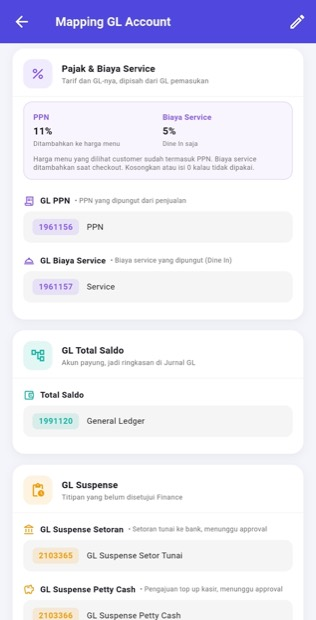 Mapping GL Account
Pajak & Biaya Service
Tarif dan GL-nya, dipisah dari GL pemasukan
PPN
Biaya Service
11%
5%
Ditambahkan ke harga menu
Dine In saja
Harga menu yang dilihat customer sudah termasuk PPN. Biaya service
ditambahkan saat checkout. Kosongkan atau isi 0 kalau tidak dipakai.
GL PPN • PPN yang dipungut dari penjualan
1961156 PPN
GL Biaya Service • Biaya service yang dipungut (Dine In)
1961157 Service
GL Total Saldo
Akun payung, jadi ringkasan di Jurnal GL
Total Saldo
1991120 General Ledger
GL Suspense
Titipan yang belum disetujui Finance
GL Suspense Setoran • Setoran tunai ke bank, menunggu approval
2103365 GL Suspense Setor Tunai
GL Suspense Petty Cash • Pengajuan top up kasir, menunggu approval
2103366 GL Suspense Petty Cash